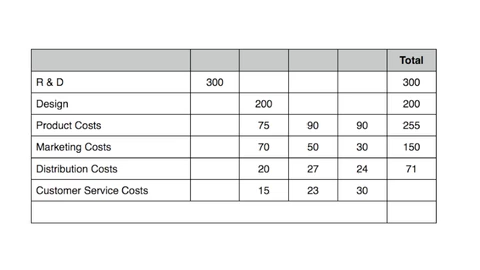 Total
R & D 300 300
Design 200 200
Product Costs 75 90 90 255
Marketing Costs 70 50 30 150
Distribution Costs 20 27 24 71
Customer Service Costs 15 23 30